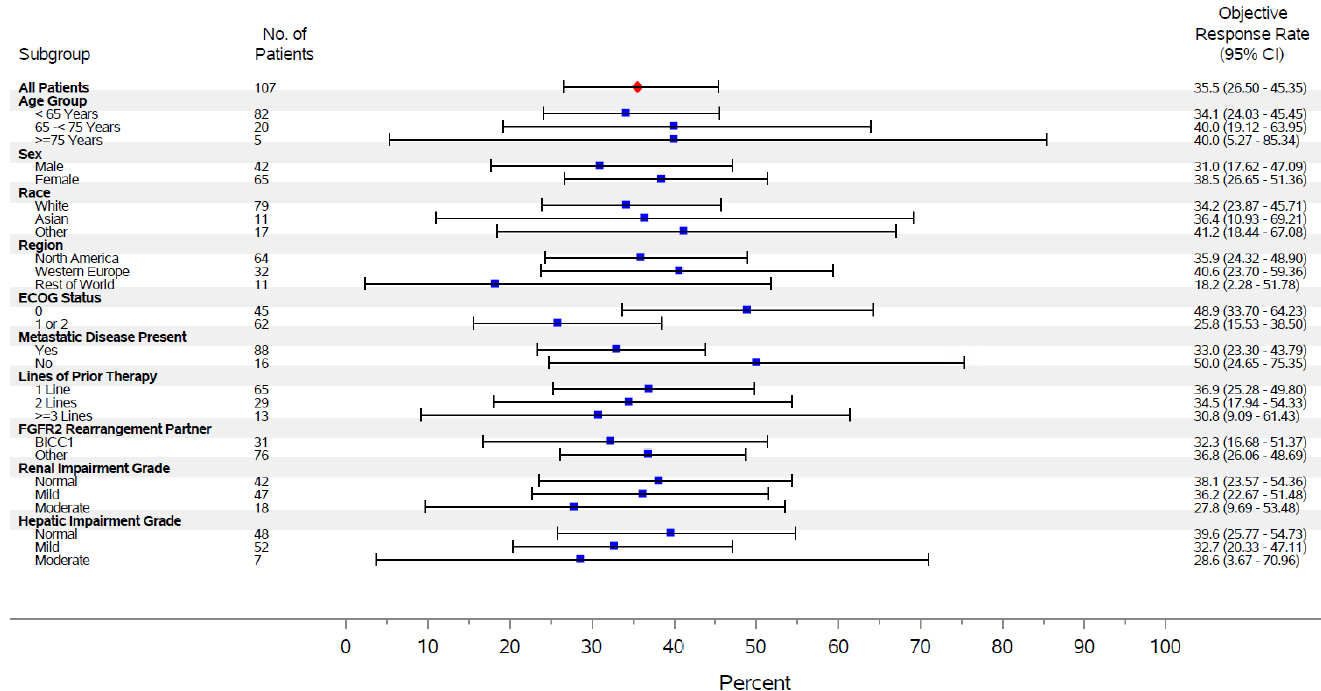 Subgroup No. of Patients Objective Response Rate (95% CI)
All Patients 107 35.5 (26.50 - 45.35)
Age Group
< 65 Years 82 34.1 (24.03 - 45.45)
65 -< 75 Years 20 40.0 (19.12 - 63.95)
>=75 Years 5 40.0 (5.27 - 85.34)
Sex
Male 42 31.0 (17.62 - 47.09)
Female 65 38.5 (26.65 - 51.36)
Race
White 79 34.2 (23.87 - 45.71)
Asian 11 36.4 (10.93 - 69.21)
Other 17 41.2 (18.44 - 67.08)
Region
North America 64 35.9 (24.32 - 48.90)
Western Europe 32 40.6 (23.70 - 59.36)
Rest of World 11 18.2 (2.28 - 51.78)
ECOG Status
0 45 48.9 (33.70 - 64.23)
1 or 2 62 25.8 (15.53 - 38.50)
Metastatic Disease Present
Yes 88 33.0 (23.30 - 43.79)
No 16 50.0 (24.65 - 75.35)
Lines of Prior Therapy
1 Line 65 36.9 (25.28 - 49.80)
2 Lines 29 34.5 (17.94 - 54.33)
>=3 Lines 13 30.8 (9.09 - 61.43)
FGFR2 Rearrangement Partner
BICC1 31 32.3 (16.68 - 51.37)
Other 76 36.8 (26.06 - 48.69)
Renal Impairment Grade
Normal 42 38.1 (23.57 - 54.36)
Mild 47 36.2 (22.67 - 51.48)
Moderate 18 27.8 (9.69 - 53.48)
Hepatic Impairment Grade
Normal 48 39.6 (25.77 - 54.73)
Mild 52 32.7 (20.33 - 47.11)
Moderate 7 28.6 (3.67 - 70.96)
0 10 20 30 40 50 60 70 80 90 100
Percent